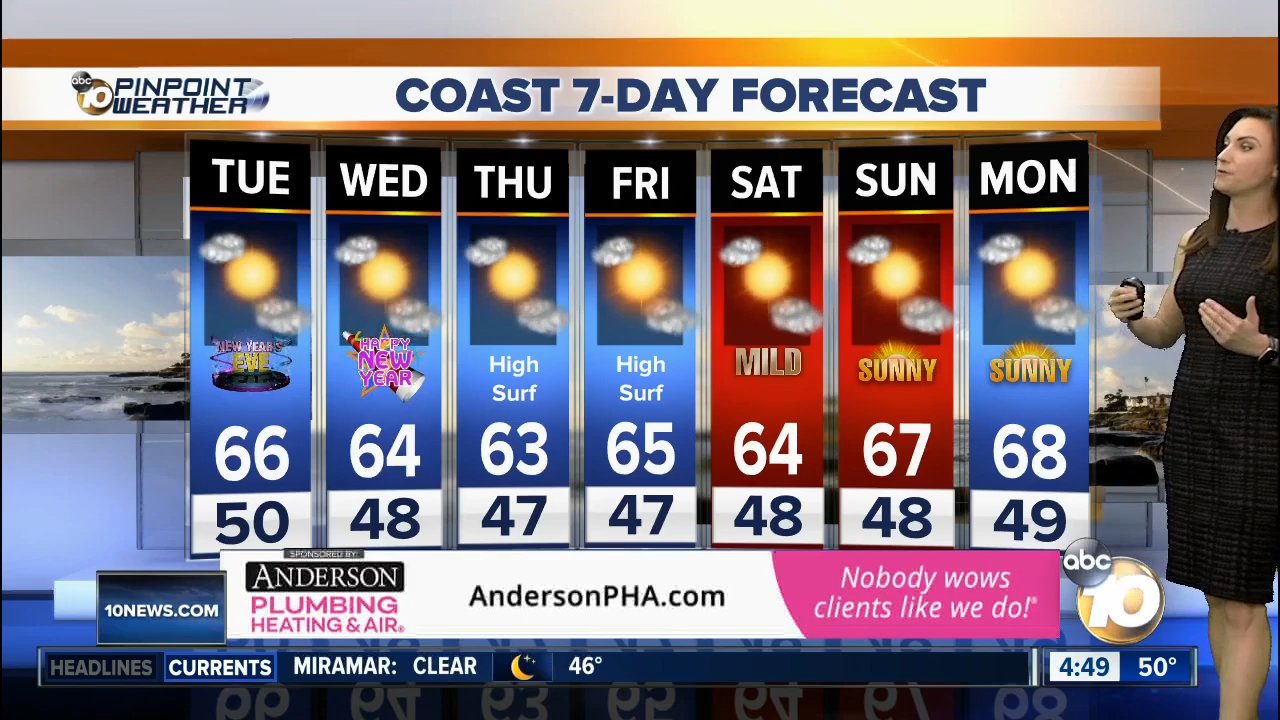 abc 10 PINPOINT WEATHER
COAST 7-DAY FORECAST
TUE WED THU FRI SAT SUN MON
NEW YEAR'S EVE
HAPPY NEW YEAR
High Surf
High Surf
MILD
SUNNY
SUNNY
66 64 63 65 64 67 68
50 48 47 47 48 48 49
SPONSORED BY:
ANDERSON
PLUMBING
HEATING & AIR®
AndersonPHA.com
Nobody wows
clients like we do!®
10NEWS.COM
abc 10
HEADLINES CURRENTS MIRAMAR: CLEAR 46° 4:49 50°